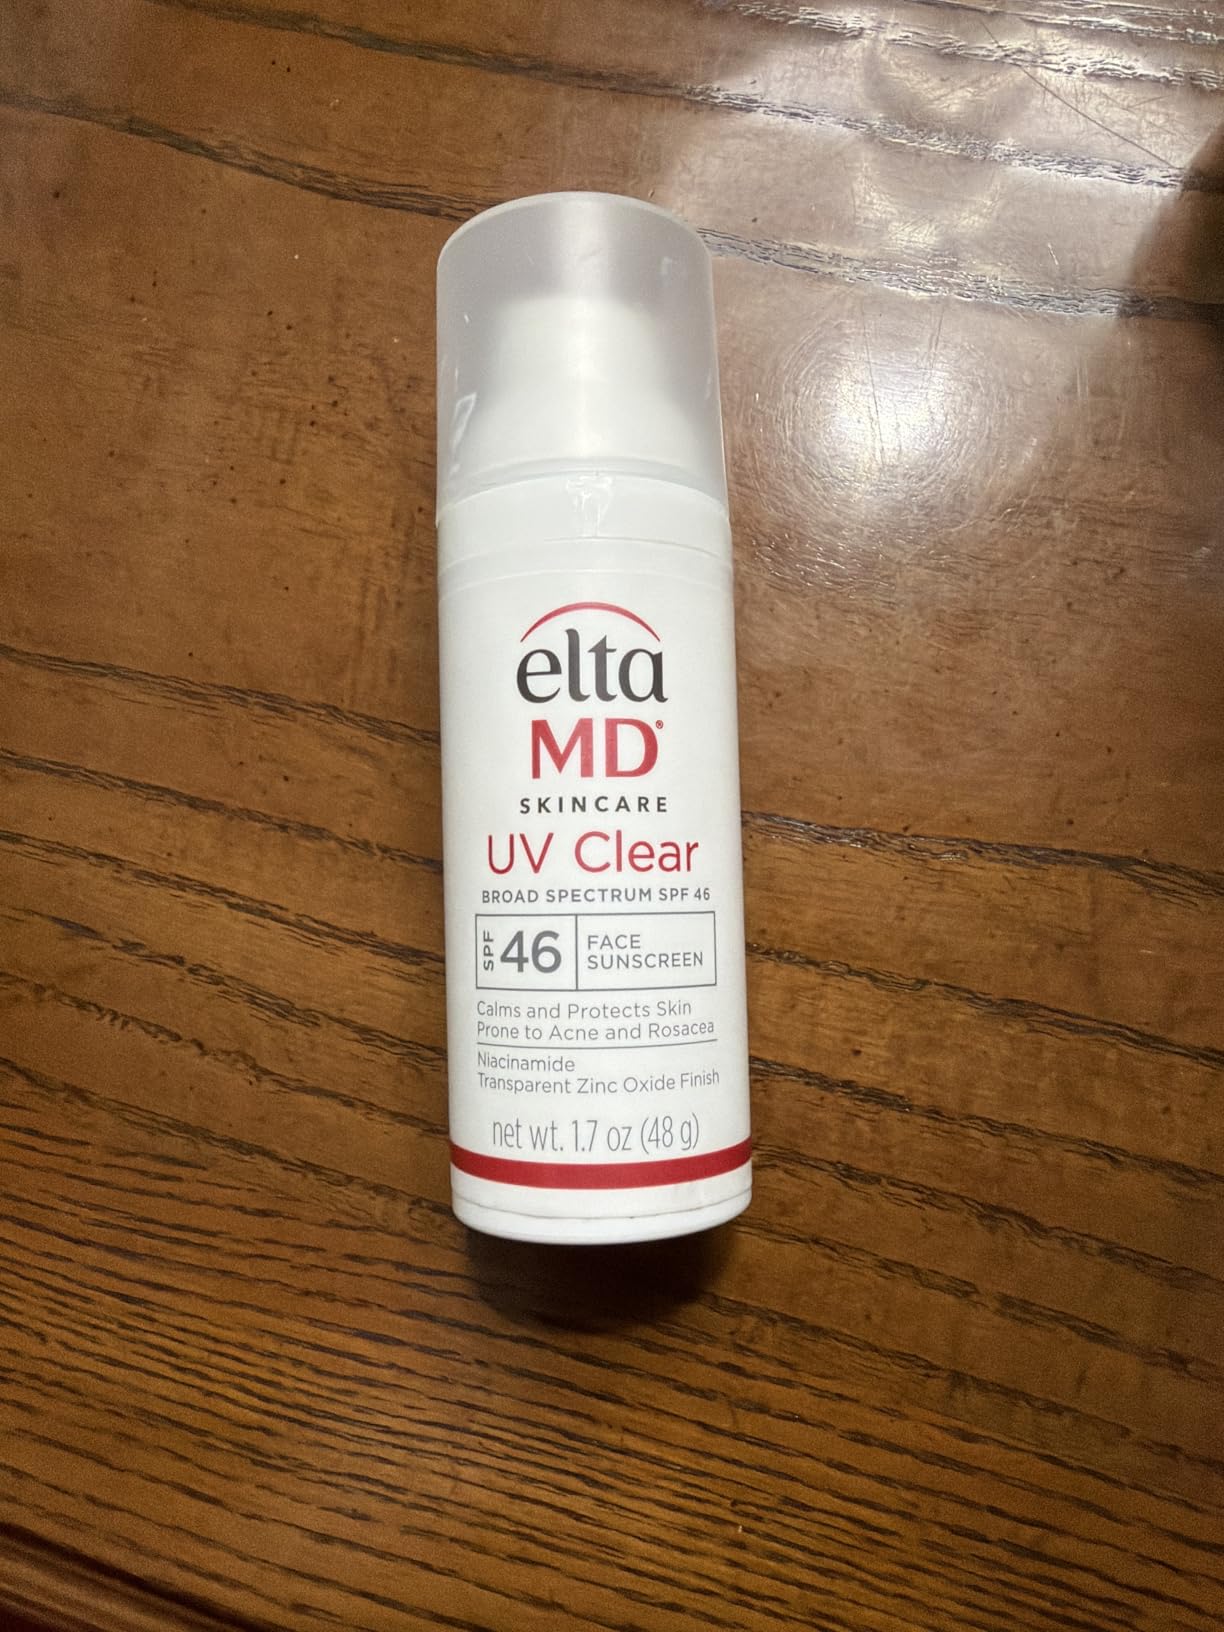 elta
MD®
SKINCARE
UV Clear
BROAD SPECTRUM SPF 46
SPF 46 FACE
SUNSCREEN
Calms and Protects Skin
Prone to Acne and Rosacea
Niacinamide
Transparent Zinc Oxide Finish
net wt. 1.7 oz (48 g)